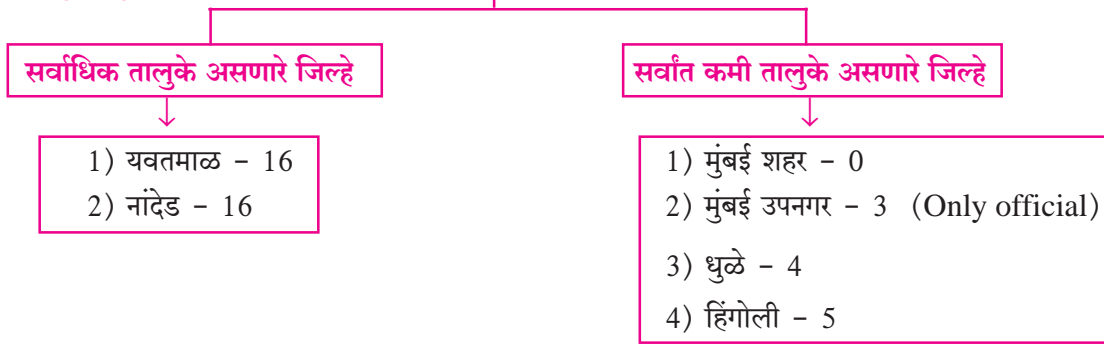 सर्वाधिक तालुके असणारे जिल्हे
1) यवतमाळ – 16
2) नांदेड – 16
सर्वांत कमी तालुके असणारे जिल्हे
1) मुंबई शहर – 0
2) मुंबई उपनगर – 3 (Only official)
3) धुळे – 4
4) हिंगोली – 5